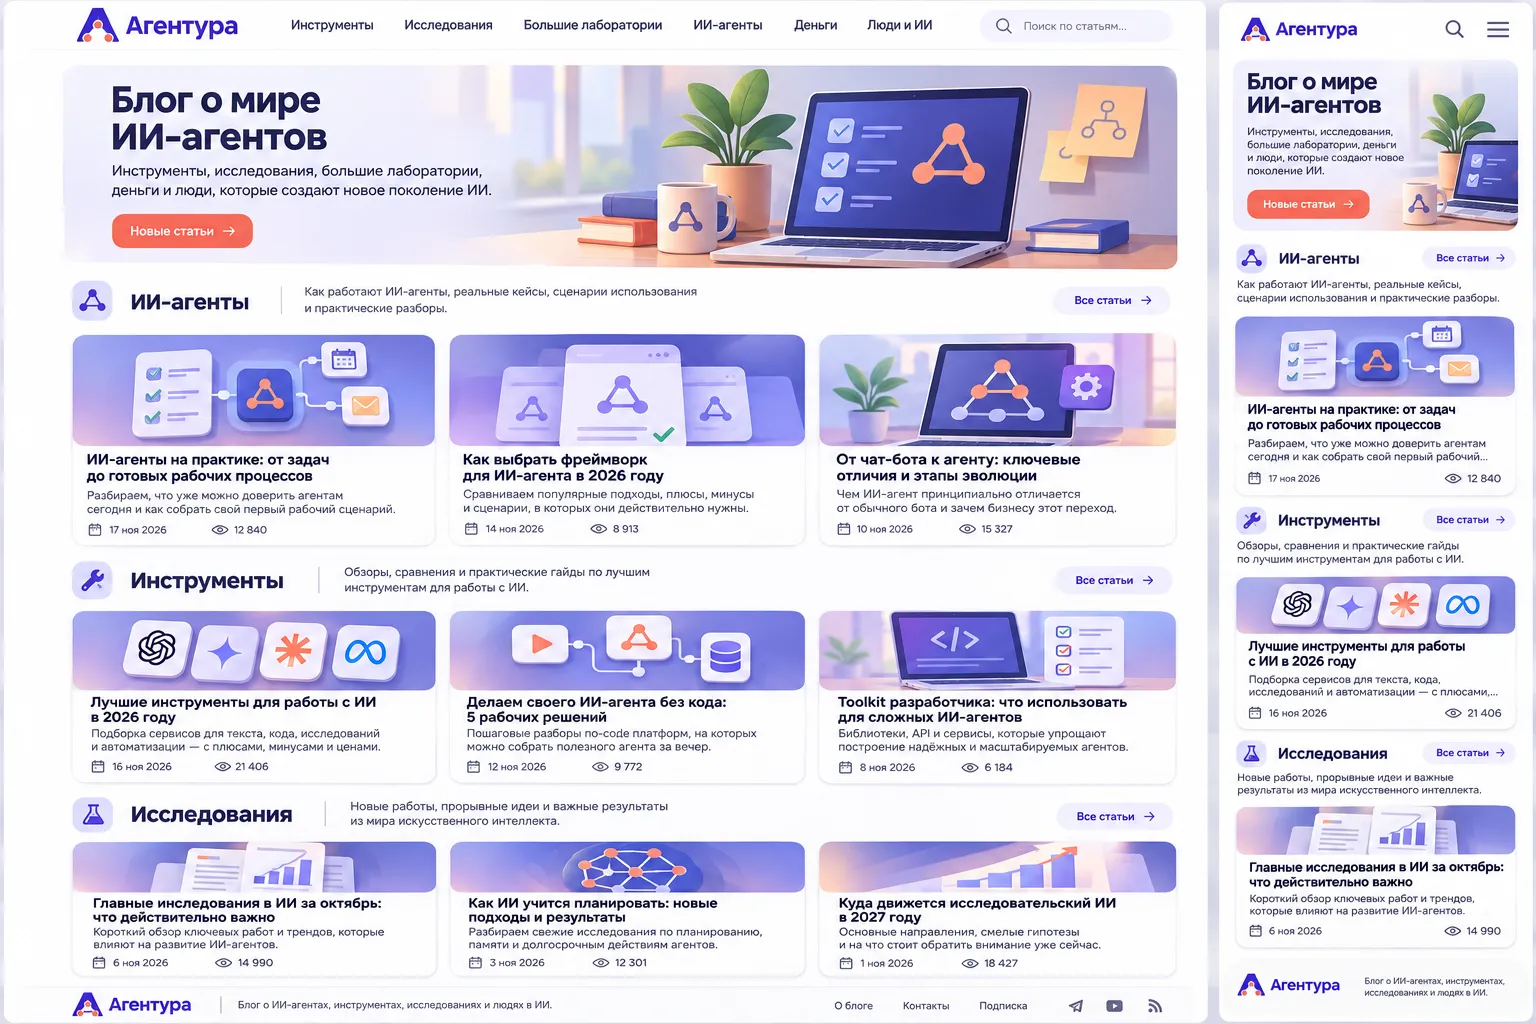 Агентура
Инструменты
Исследования
Большие лаборатории
ИИ-агенты
Деньги
Люди и ИИ
Поиск по статьям...
Блог о мире
ИИ-агентов
Инструменты, исследования, большие лаборатории,
деньги и люди, которые создают новое поколение ИИ.
Новые статьи →
ИИ-агенты
Как работают ИИ-агенты, реальные кейсы, сценарии использования
и практические разборы.
Все статьи →
ИИ-агенты на практике: от задач
до готовых рабочих процессов
Разбираем, что уже можно доверить агентам
сегодня и как собрать свой первый рабочий сценарий.
17 ноя 2026
12 840
Как выбрать фреймворк
для ИИ-агента в 2026 году
Сравниваем популярные подходы, плюсы, минусы
и сценарии, в которых они действительно нужны.
14 ноя 2026
8 913
От чат-бота к агенту: ключевые
отличия и этапы эволюции
Чем ИИ-агент принципиально отличается
от обычного бота и зачем бизнесу этот переход.
10 ноя 2026
15 327
Инструменты
Обзоры, сравнения и практические гайды по лучшим
инструментам для работы с ИИ.
Все статьи →
Лучшие инструменты для работы с ИИ
в 2026 году
Подборка сервисов для текста, кода, исследований
и автоматизации — с плюсами, минусами и ценами.
16 ноя 2026
21 406
Делаем своего ИИ-агента без кода:
5 рабочих решений
Пошаговые разборы no-code платформ, на которых
можно собрать полезного агента за вечер.
12 ноя 2026
9 772
</>
Toolkit разработчика: что использовать
для сложных ИИ-агентов
Библиотеки, API и сервисы, которые упрощают
построение надёжных и масштабируемых агентов.
8 ноя 2026
6 184
Исследования
Новые работы, прорывные идеи и важные результаты
из мира искусственного интеллекта.
Все статьи →
Главные инследования в ИИ за октябрь:
что действительно важно
Короткий обзор ключевых работ и трендов, которые
влияют на развитие ИИ-агентов.
6 ноя 2026
14 990
Как ИИ учится планировать: новые
подходы и результаты
Разбираем свежие исследования по планированию,
памяти и долгосрочным действиям агентов.
3 ноя 2026
12 301
Куда движется исследовательский ИИ
в 2027 году
Основные направления, смелые гипотезы
и на что стоит обратить внимание уже сейчас.
1 ноя 2026
18 427
Агентура
Блог о ИИ-агентах, инструментах, исследованиях и людях в ИИ.
О блоге
Контакты
Подписка
Агентура
Блог о мире
ИИ-агентов
Инструменты, исследования,
большие лаборатории, деньги
и люди, которые создают новое
поколение ИИ.
Новые статьи →
ИИ-агенты
Все статьи →
Как работают ИИ-агенты, реальные кейсы,
сценарии использования и практические разборы.
ИИ-агенты на практике: от задач
до готовых рабочих процессов
Разбираем, что уже можно доверить агентам
сегодня и как собрать свой первый рабочий...
17 ноя 2026
12 840
Инструменты
Все статьи →
Обзоры, сравнения и практические гайды
по лучшим инструментам для работы с ИИ.
Лучшие инструменты для работы
с ИИ в 2026 году
Подборка сервисов для текста, кода,
исследований и автоматизации — с плюсами,...
16 ноя 2026
21 406
Исследования
Все статьи →
Новые работы, прорывные идеи и важные
результаты из мира искусственного интеллекта.
Главные исследования в ИИ за октябрь:
что действительно важно
Короткий обзор ключевых работ и трендов,
которые влияют на развитие ИИ-агентов.
6 ноя 2026
14 990
Агентура
Блог о ИИ-агентах, инструментах,
исследованиях и людях в ИИ.